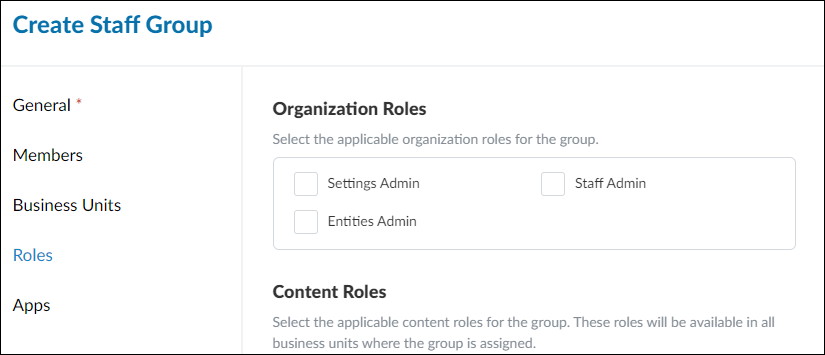 Create Staff Group
General *
Members
Business Units
Roles
Apps
Organization Roles
Select the applicable organization roles for the group.
Settings Admin
Staff Admin
Entities Admin
Content Roles
Select the applicable content roles for the group. These roles will be available in all
business units where the group is assigned.